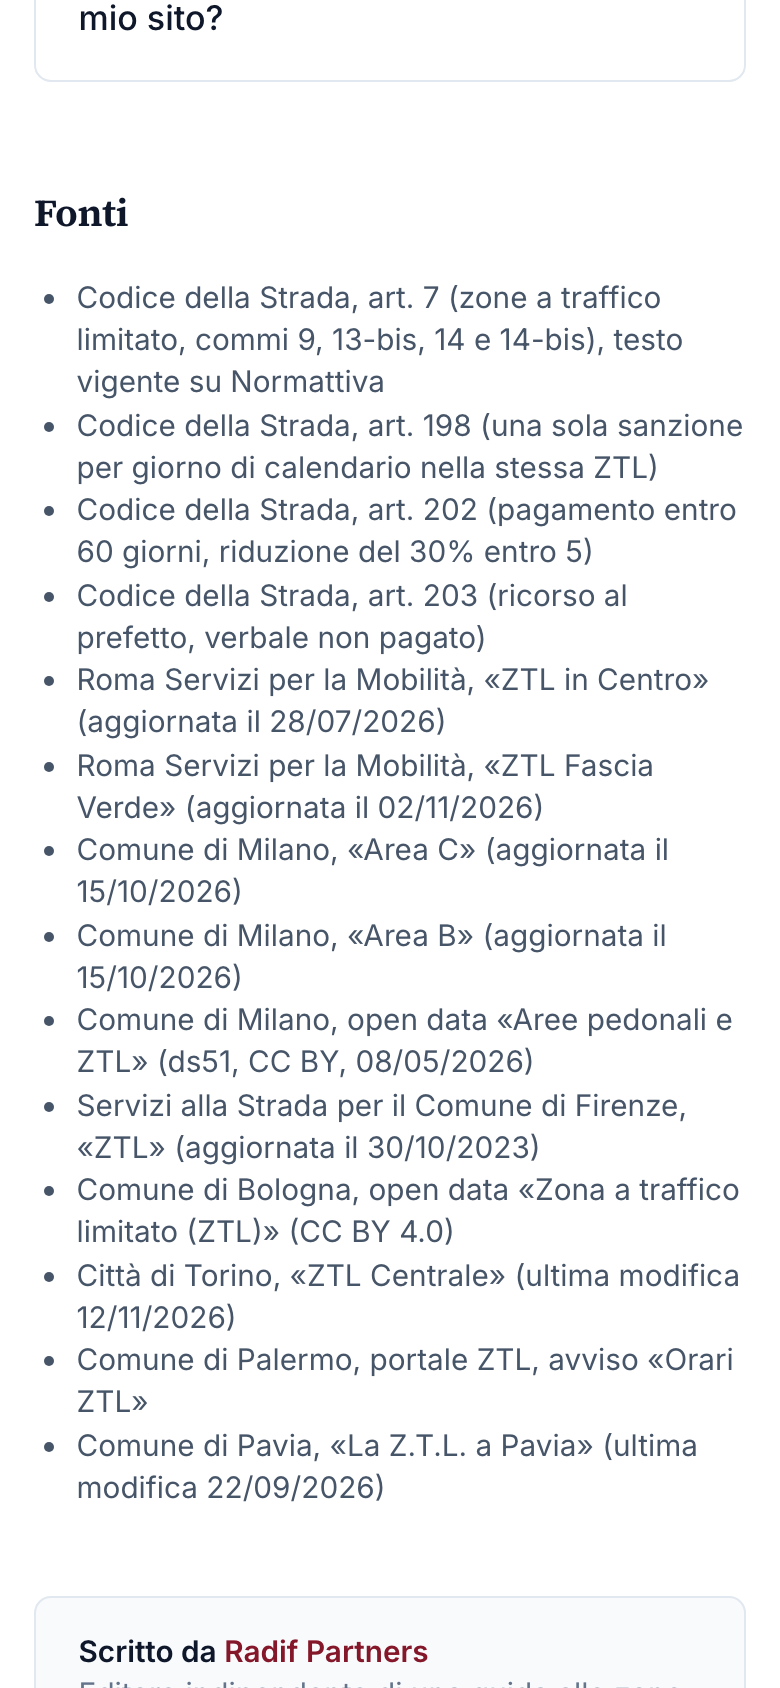 mio sito?
Fonti
• Codice della Strada, art. 7 (zone a traffico
limitato, commi 9, 13-bis, 14 e 14-bis), testo
vigente su Normattiva
• Codice della Strada, art. 198 (una sola sanzione
per giorno di calendario nella stessa ZTL)
• Codice della Strada, art. 202 (pagamento entro
60 giorni, riduzione del 30% entro 5)
• Codice della Strada, art. 203 (ricorso al
prefetto, verbale non pagato)
• Roma Servizi per la Mobilità, «ZTL in Centro»
(aggiornata il 28/07/2026)
• Roma Servizi per la Mobilità, «ZTL Fascia
Verde» (aggiornata il 02/11/2026)
• Comune di Milano, «Area C» (aggiornata il
15/10/2026)
• Comune di Milano, «Area B» (aggiornata il
15/10/2026)
• Comune di Milano, open data «Aree pedonali e
ZTL» (ds51, CC BY, 08/05/2026)
• Servizi alla Strada per il Comune di Firenze,
«ZTL» (aggiornata il 30/10/2023)
• Comune di Bologna, open data «Zona a traffico
limitato (ZTL)» (CC BY 4.0)
• Città di Torino, «ZTL Centrale» (ultima modifica
12/11/2026)
• Comune di Palermo, portale ZTL, avviso «Orari
ZTL»
• Comune di Pavia, «La Z.T.L. a Pavia» (ultima
modifica 22/09/2026)
Scritto da Radif Partners